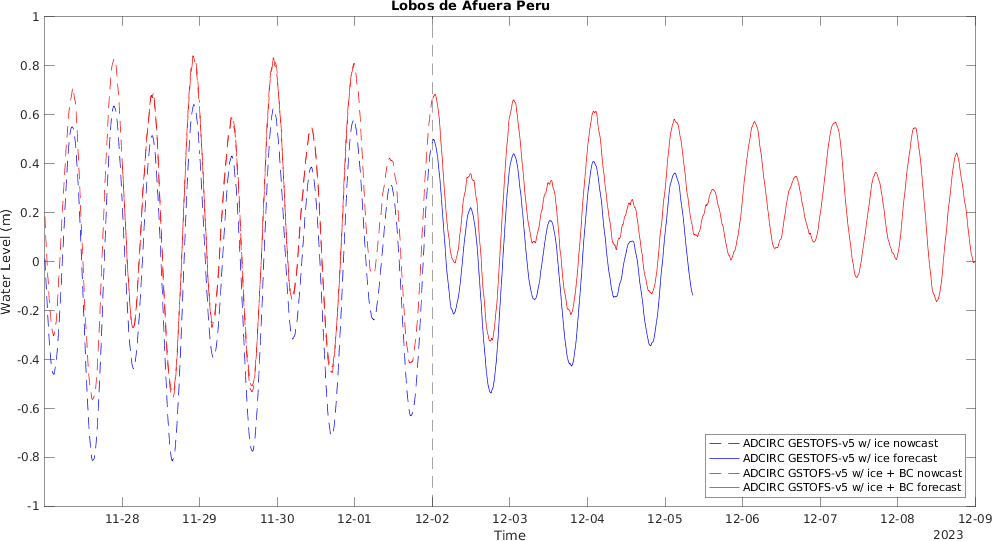 Lobos de Afuera Peru
Water Level (m)
1
0.8
0.6
0.4
0.2
0
-0.2
-0.4
-0.6
-0.8
-1
ADCIRC GESTOFS-v5 w/ ice nowcast
ADCIRC GESTOFS-v5 w/ ice forecast
ADCIRC GSTOFS-v5 w/ ice + BC nowcast
ADCIRC GSTOFS-v5 w/ ice + BC forecast
11-28 11-29 11-30 12-01 12-02 12-03 12-04 12-05 12-06 12-07 12-08 12-09
Time
2023